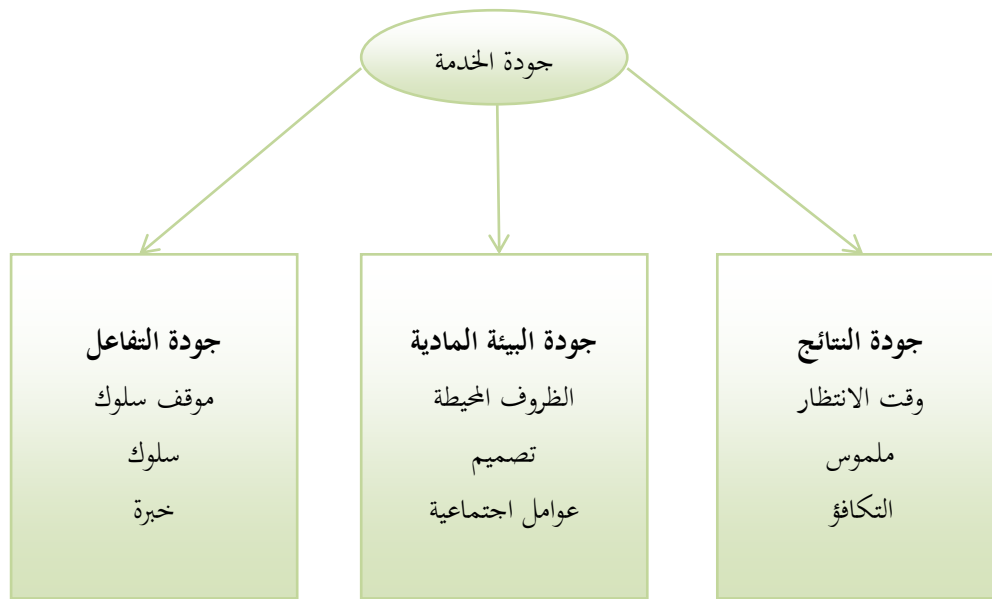 جودة الخدمة
جودة النتائج
وقت الانتظار
ملموس
التكافؤ
جودة البيئة المادية
الظروف المحيطة
تصميم
عوامل اجتماعية
جودة التفاعل
موقف سلوك
سلوك
خبرة